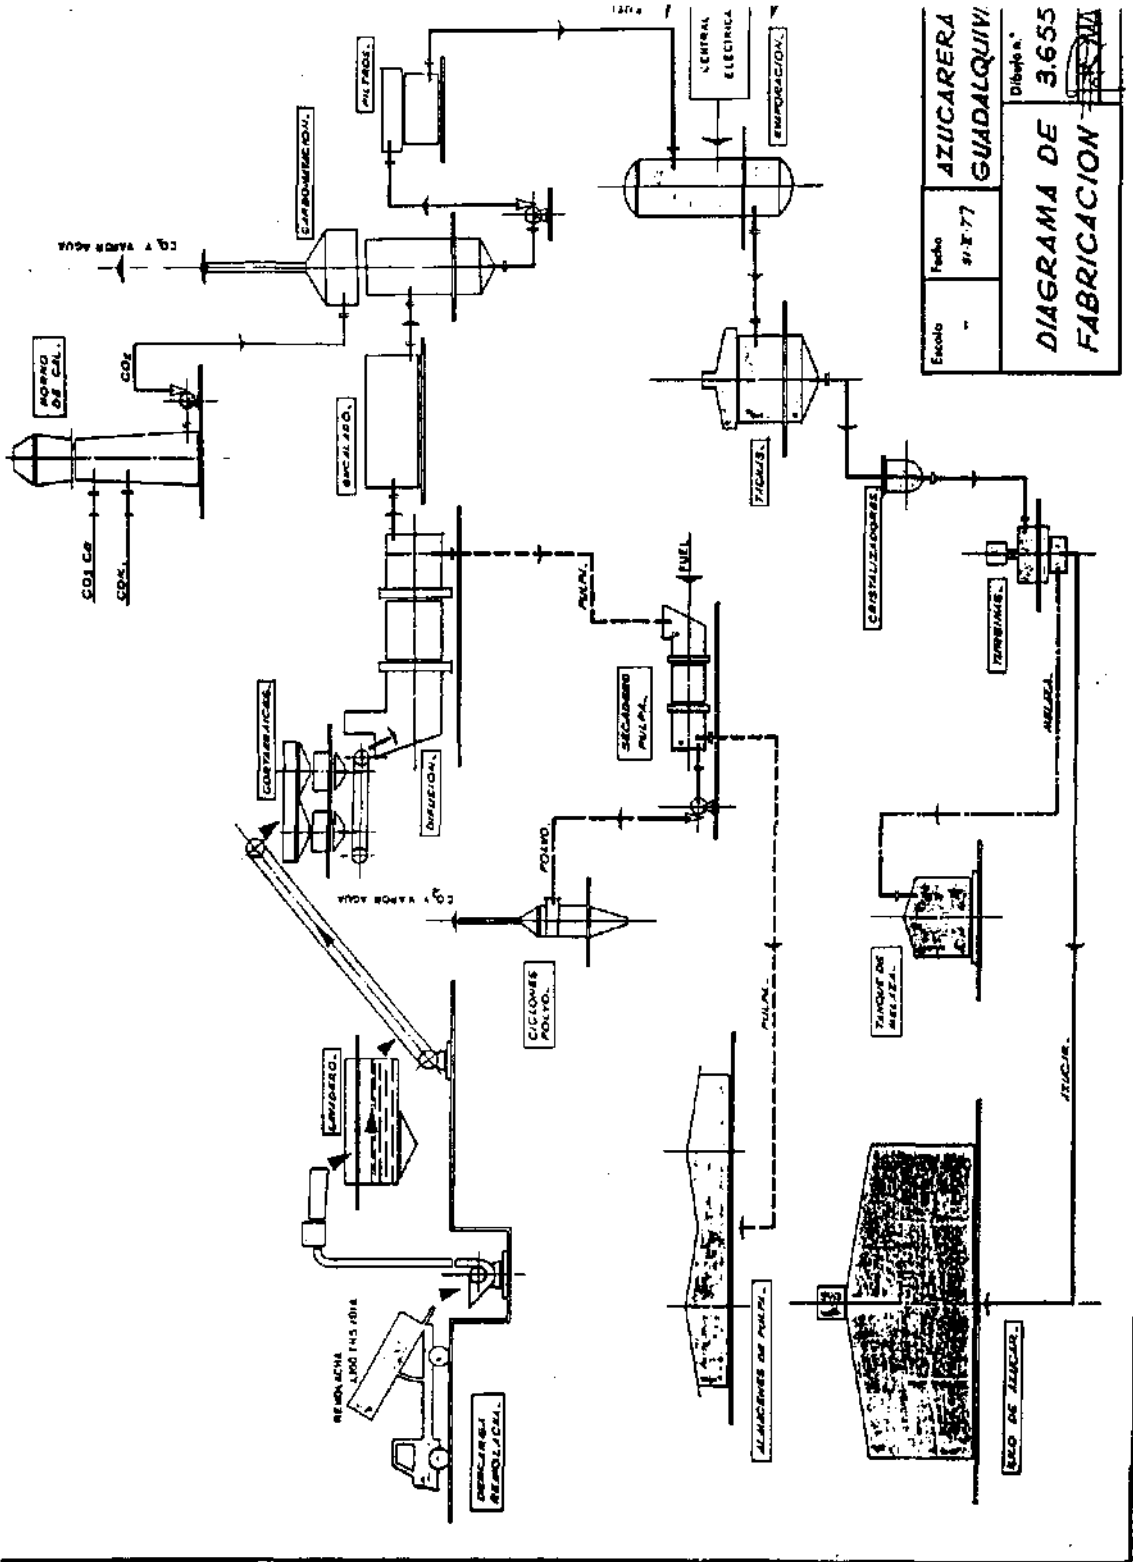 DESCARGA
REMOLACHA.
REMOLACHA
LAVADERO.
CORTARRAICES.
DIFUSION.
HORNO
DE CAL.
CO3 Ca
COK.
CO2
CO2 Y VAPOR AGUA
ENCALADO.
CARBONATACION.
FILTROS.
FUEL
CENTRAL
ELECTRICA
EVAPORACION.
TACHAS.
CRISTALIZADORES.
TURBINAS.
MELAZA.
AZUCAR.
TANQUE DE
MELAZA.
SILO DE AZUCAR.
PULPA.
FUEL
SECADERO
PULPA.
POLVO
CO2 Y VAPOR AGUA
CICLONES
POLVO.
PULPA.
ALMACENES DE PULPA.
Escala
Fecha
AZUCARERA
GUADALQUIVI
DIAGRAMA DE
FABRICACION
Dibujo n.º
3.655